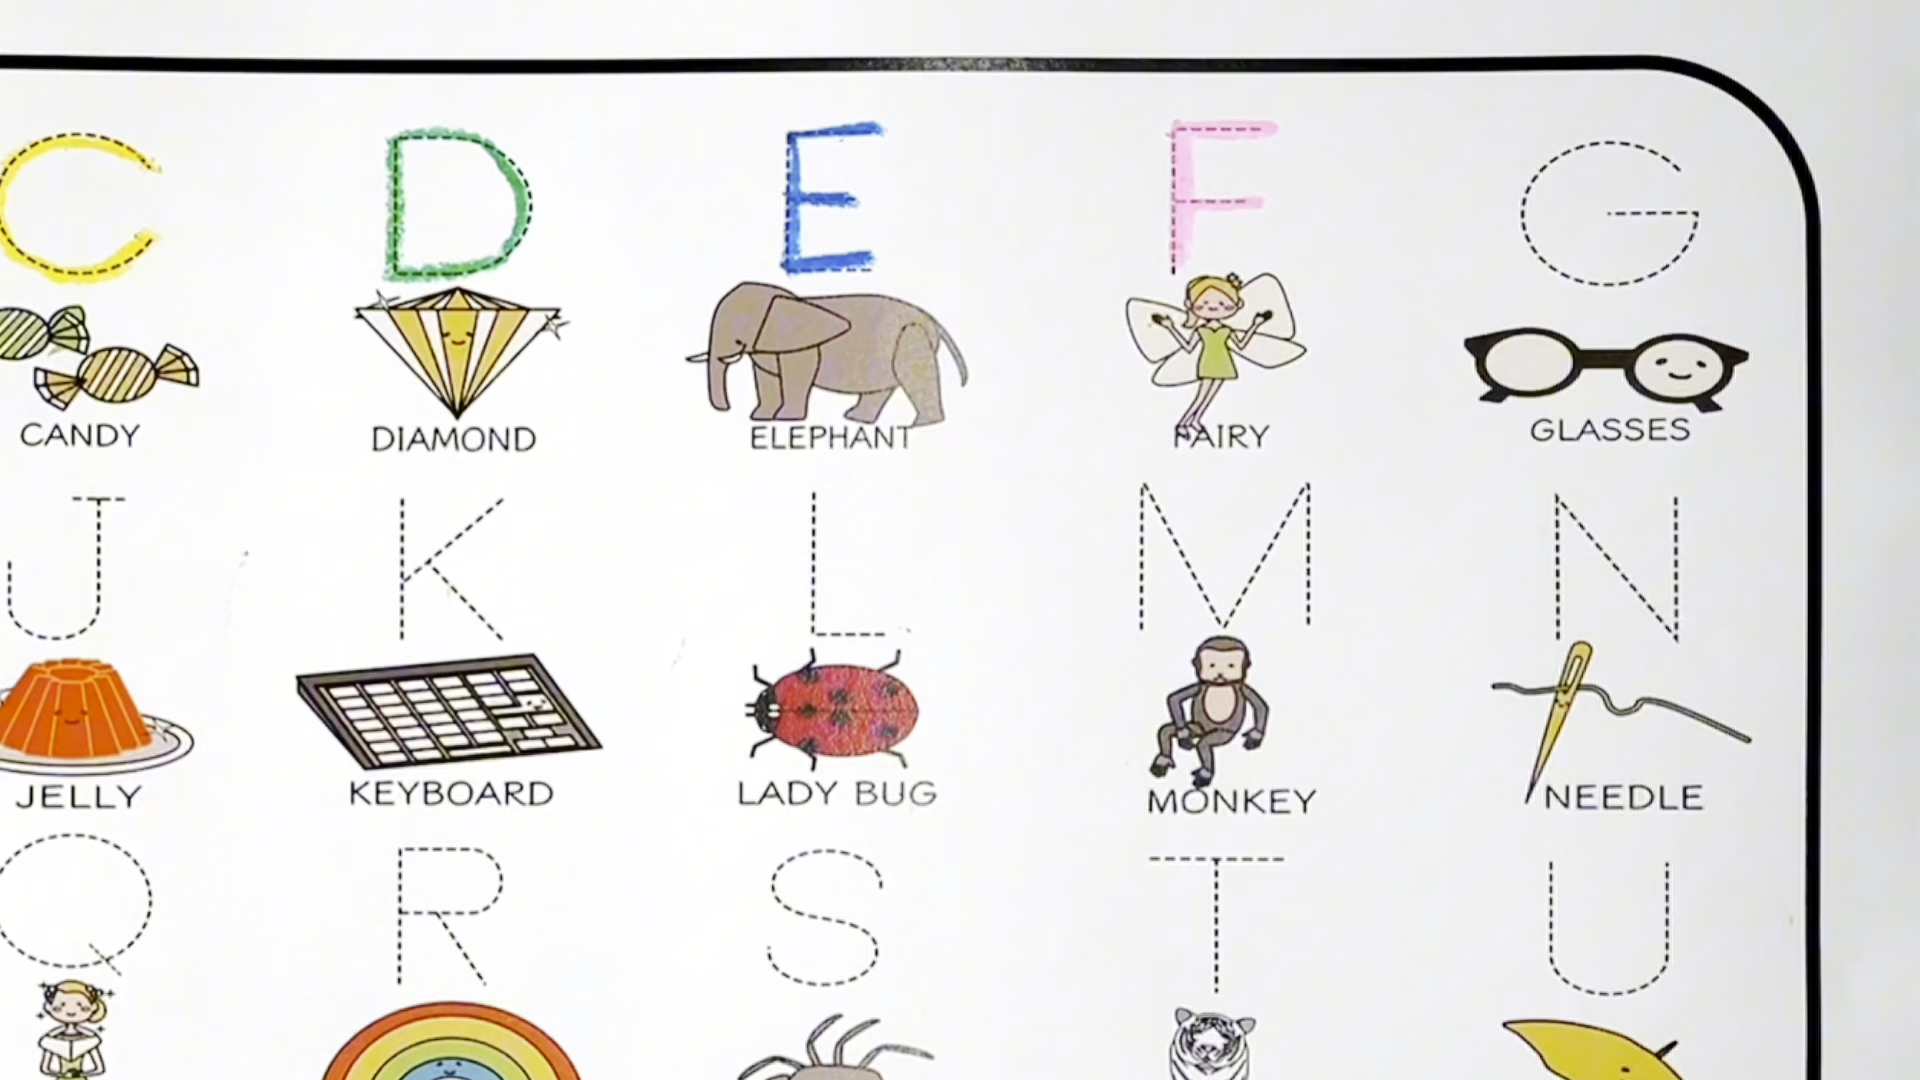 C D E F G
CANDY DIAMOND ELEPHANT FAIRY GLASSES
J K L M N
JELLY KEYBOARD LADY BUG MONKEY NEEDLE
Q R S T U